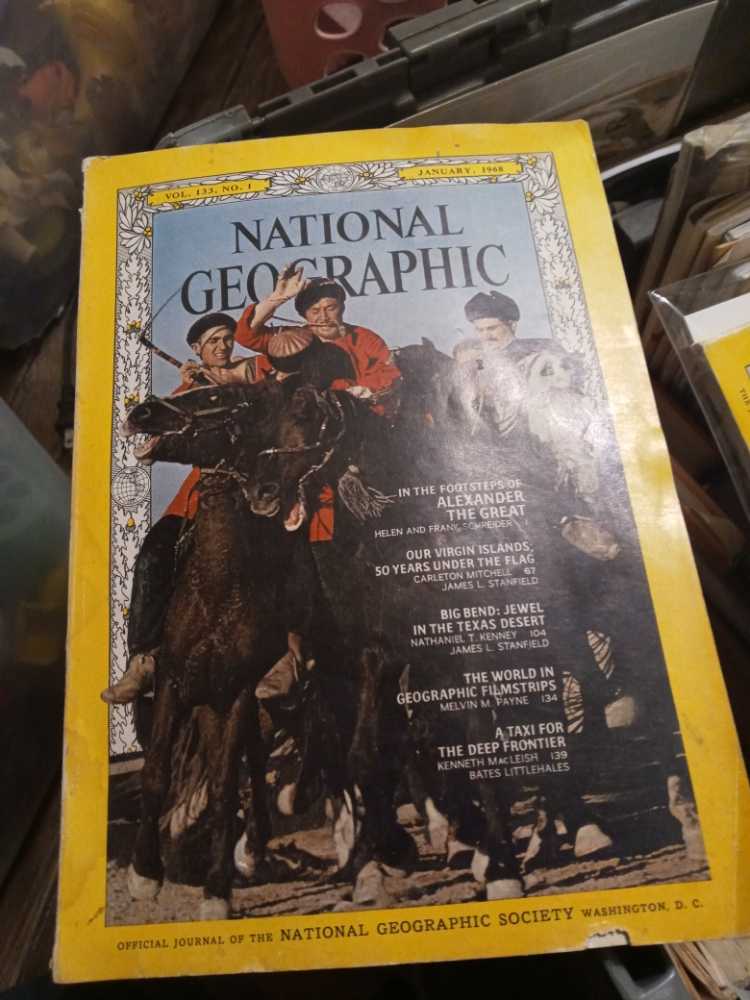 VOL. 133, NO. 1
JANUARY, 1968
NATIONAL
GEOGRAPHIC
IN THE FOOTSTEPS OF
ALEXANDER
THE GREAT
HELEN AND FRANK SCHREIDER 1
OUR VIRGIN ISLANDS,
50 YEARS UNDER THE FLAG
CARLETON MITCHELL 67
JAMES L. STANFIELD
BIG BEND: JEWEL
IN THE TEXAS DESERT
NATHANIEL T. KENNEY 104
JAMES L. STANFIELD
THE WORLD IN
GEOGRAPHIC FILMSTRIPS
MELVIN M. PAYNE 134
A TAXI FOR
THE DEEP FRONTIER
KENNETH MACLEISH 139
BATES LITTLEHALES
OFFICIAL JOURNAL OF THE NATIONAL GEOGRAPHIC SOCIETY WASHINGTON, D. C.